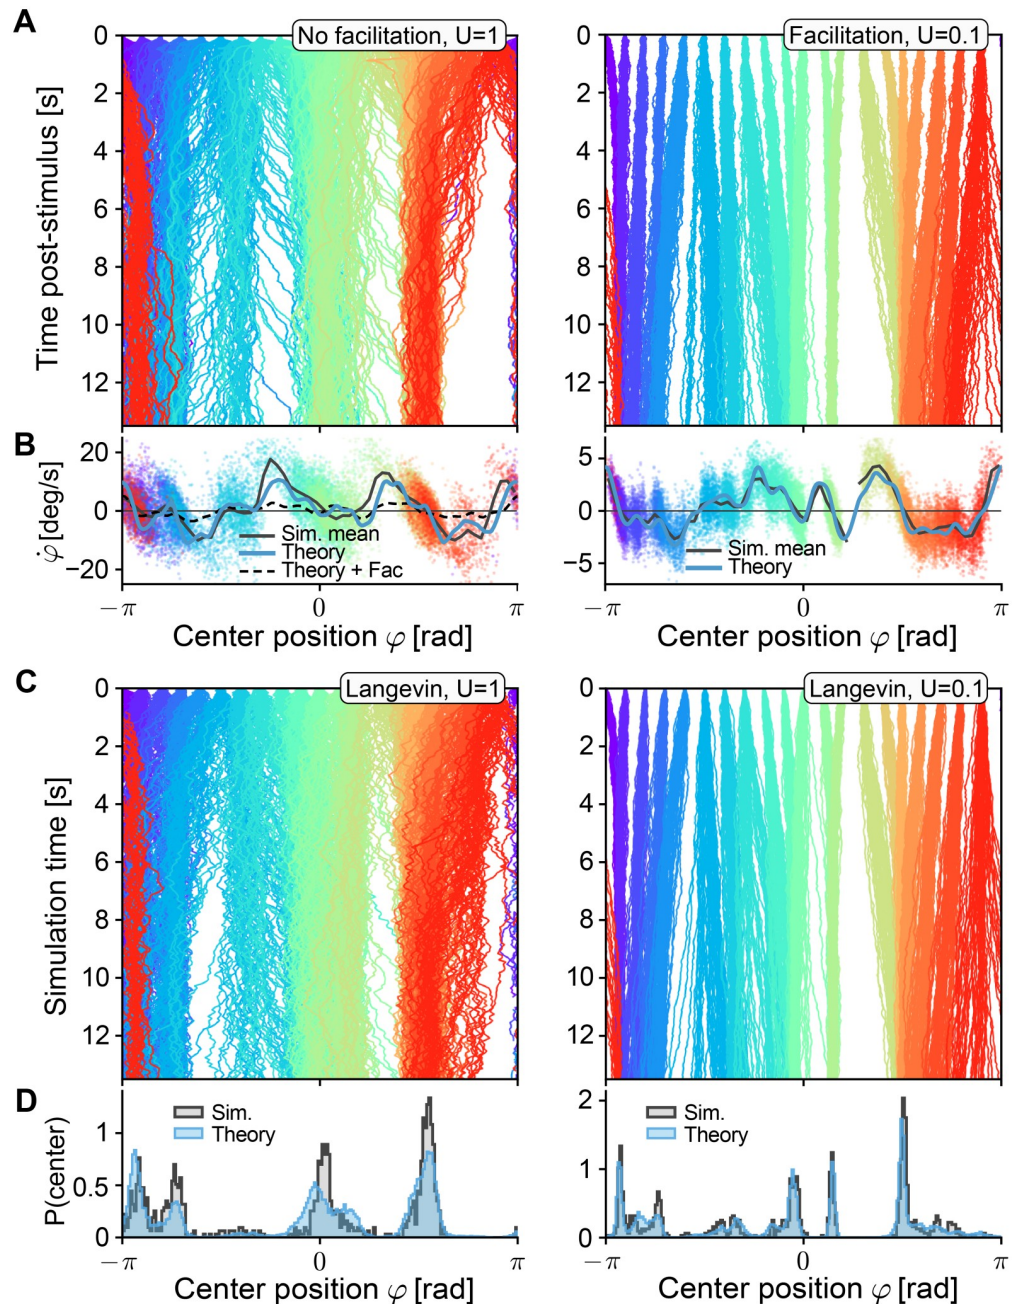 A
No facilitation, U=1
Facilitation, U=0.1
Time post-stimulus [s]
0
2
4
6
8
10
12
0
2
4
6
8
10
12
B
φ̇ [deg/s]
20
0
−20
Sim. mean
Theory
Theory + Fac
5
0
−5
Sim. mean
Theory
−π
0
π
−π
0
π
Center position φ [rad]
Center position φ [rad]
C
Langevin, U=1
Langevin, U=0.1
Simulation time [s]
0
2
4
6
8
10
12
0
2
4
6
8
10
12
D
P(center)
1
0.5
0
Sim.
Theory
2
1
0
Sim.
Theory
−π
0
π
−π
0
π
Center position φ [rad]
Center position φ [rad]